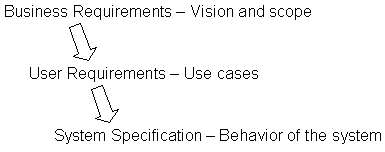 Business Requirements – Vision and scope
User Requirements – Use cases
System Specification – Behavior of the system